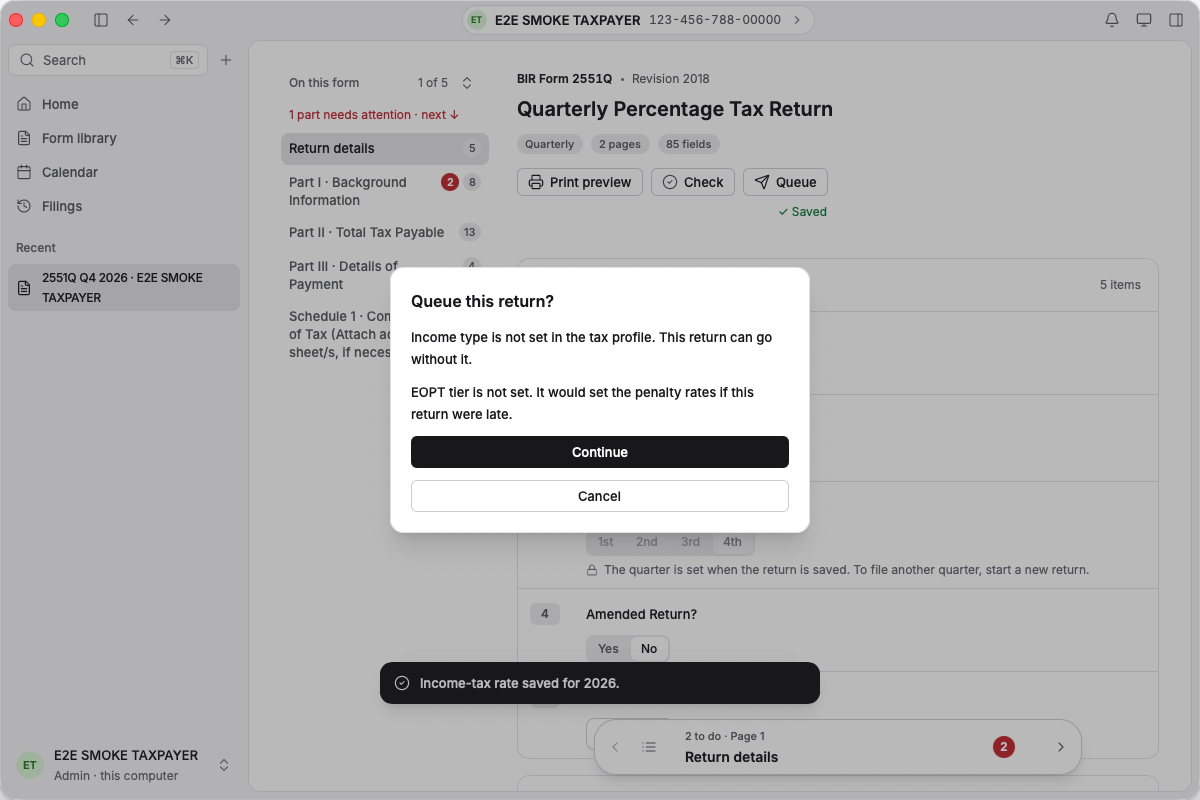 ET E2E SMOKE TAXPAYER 123-456-788-00000
Search ⌘K
Home
Form library
Calendar
Filings
Recent
2551Q Q4 2026 · E2E SMOKE
TAXPAYER
ET
E2E SMOKE TAXPAYER
Admin · this computer
On this form 1 of 5
1 part needs attention · next ↓
Return details 5
Part I · Background 2 8
Information
Part II · Total Tax Payable 13
Part III · Details of 4
Payment
Schedule 1 ·
of Tax (Attach
sheet/s, if
BIR Form 2551Q • Revision 2018
Quarterly Percentage Tax Return
Quarterly 2 pages 85 fields
Print preview Check Queue
✓ Saved
5 items
Queue this return?
Income type is not set in the tax profile. This return can go
without it.
EOPT tier is not set. It would set the penalty rates if this
return were late.
Continue
Cancel
1st 2nd 3rd 4th
The quarter is set when the return is saved. To file another quarter, start a new return.
4 Amended Return?
Yes No
Income-tax rate saved for 2026.
2 to do · Page 1
Return details 2